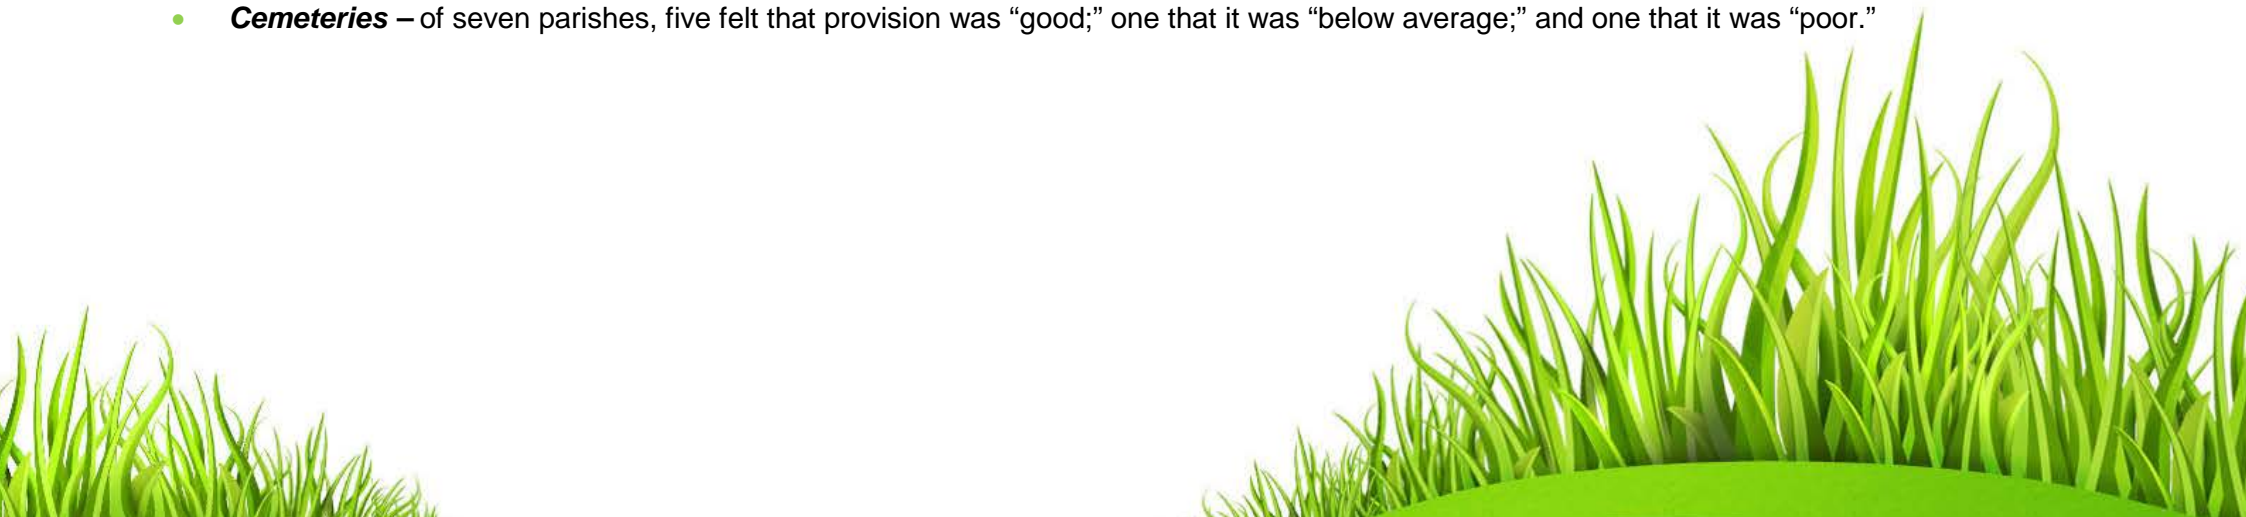 • Cemeteries – of seven parishes, five felt that provision was “good;” one that it was “below average;” and one that it was “poor.”